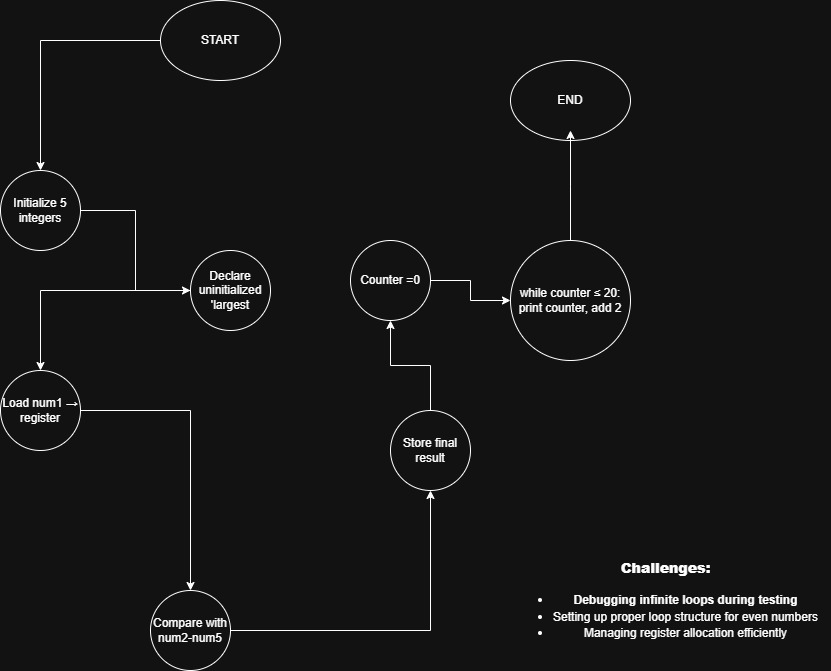 START
END
Initialize 5
integers
Declare
uninitialized
'largest
Counter =0
while counter ≤ 20:
print counter, add 2
Load num1 →
register
Store final
result
Compare with
num2-num5
Challenges:
• Debugging infinite loops during testing
• Setting up proper loop structure for even numbers
• Managing register allocation efficiently